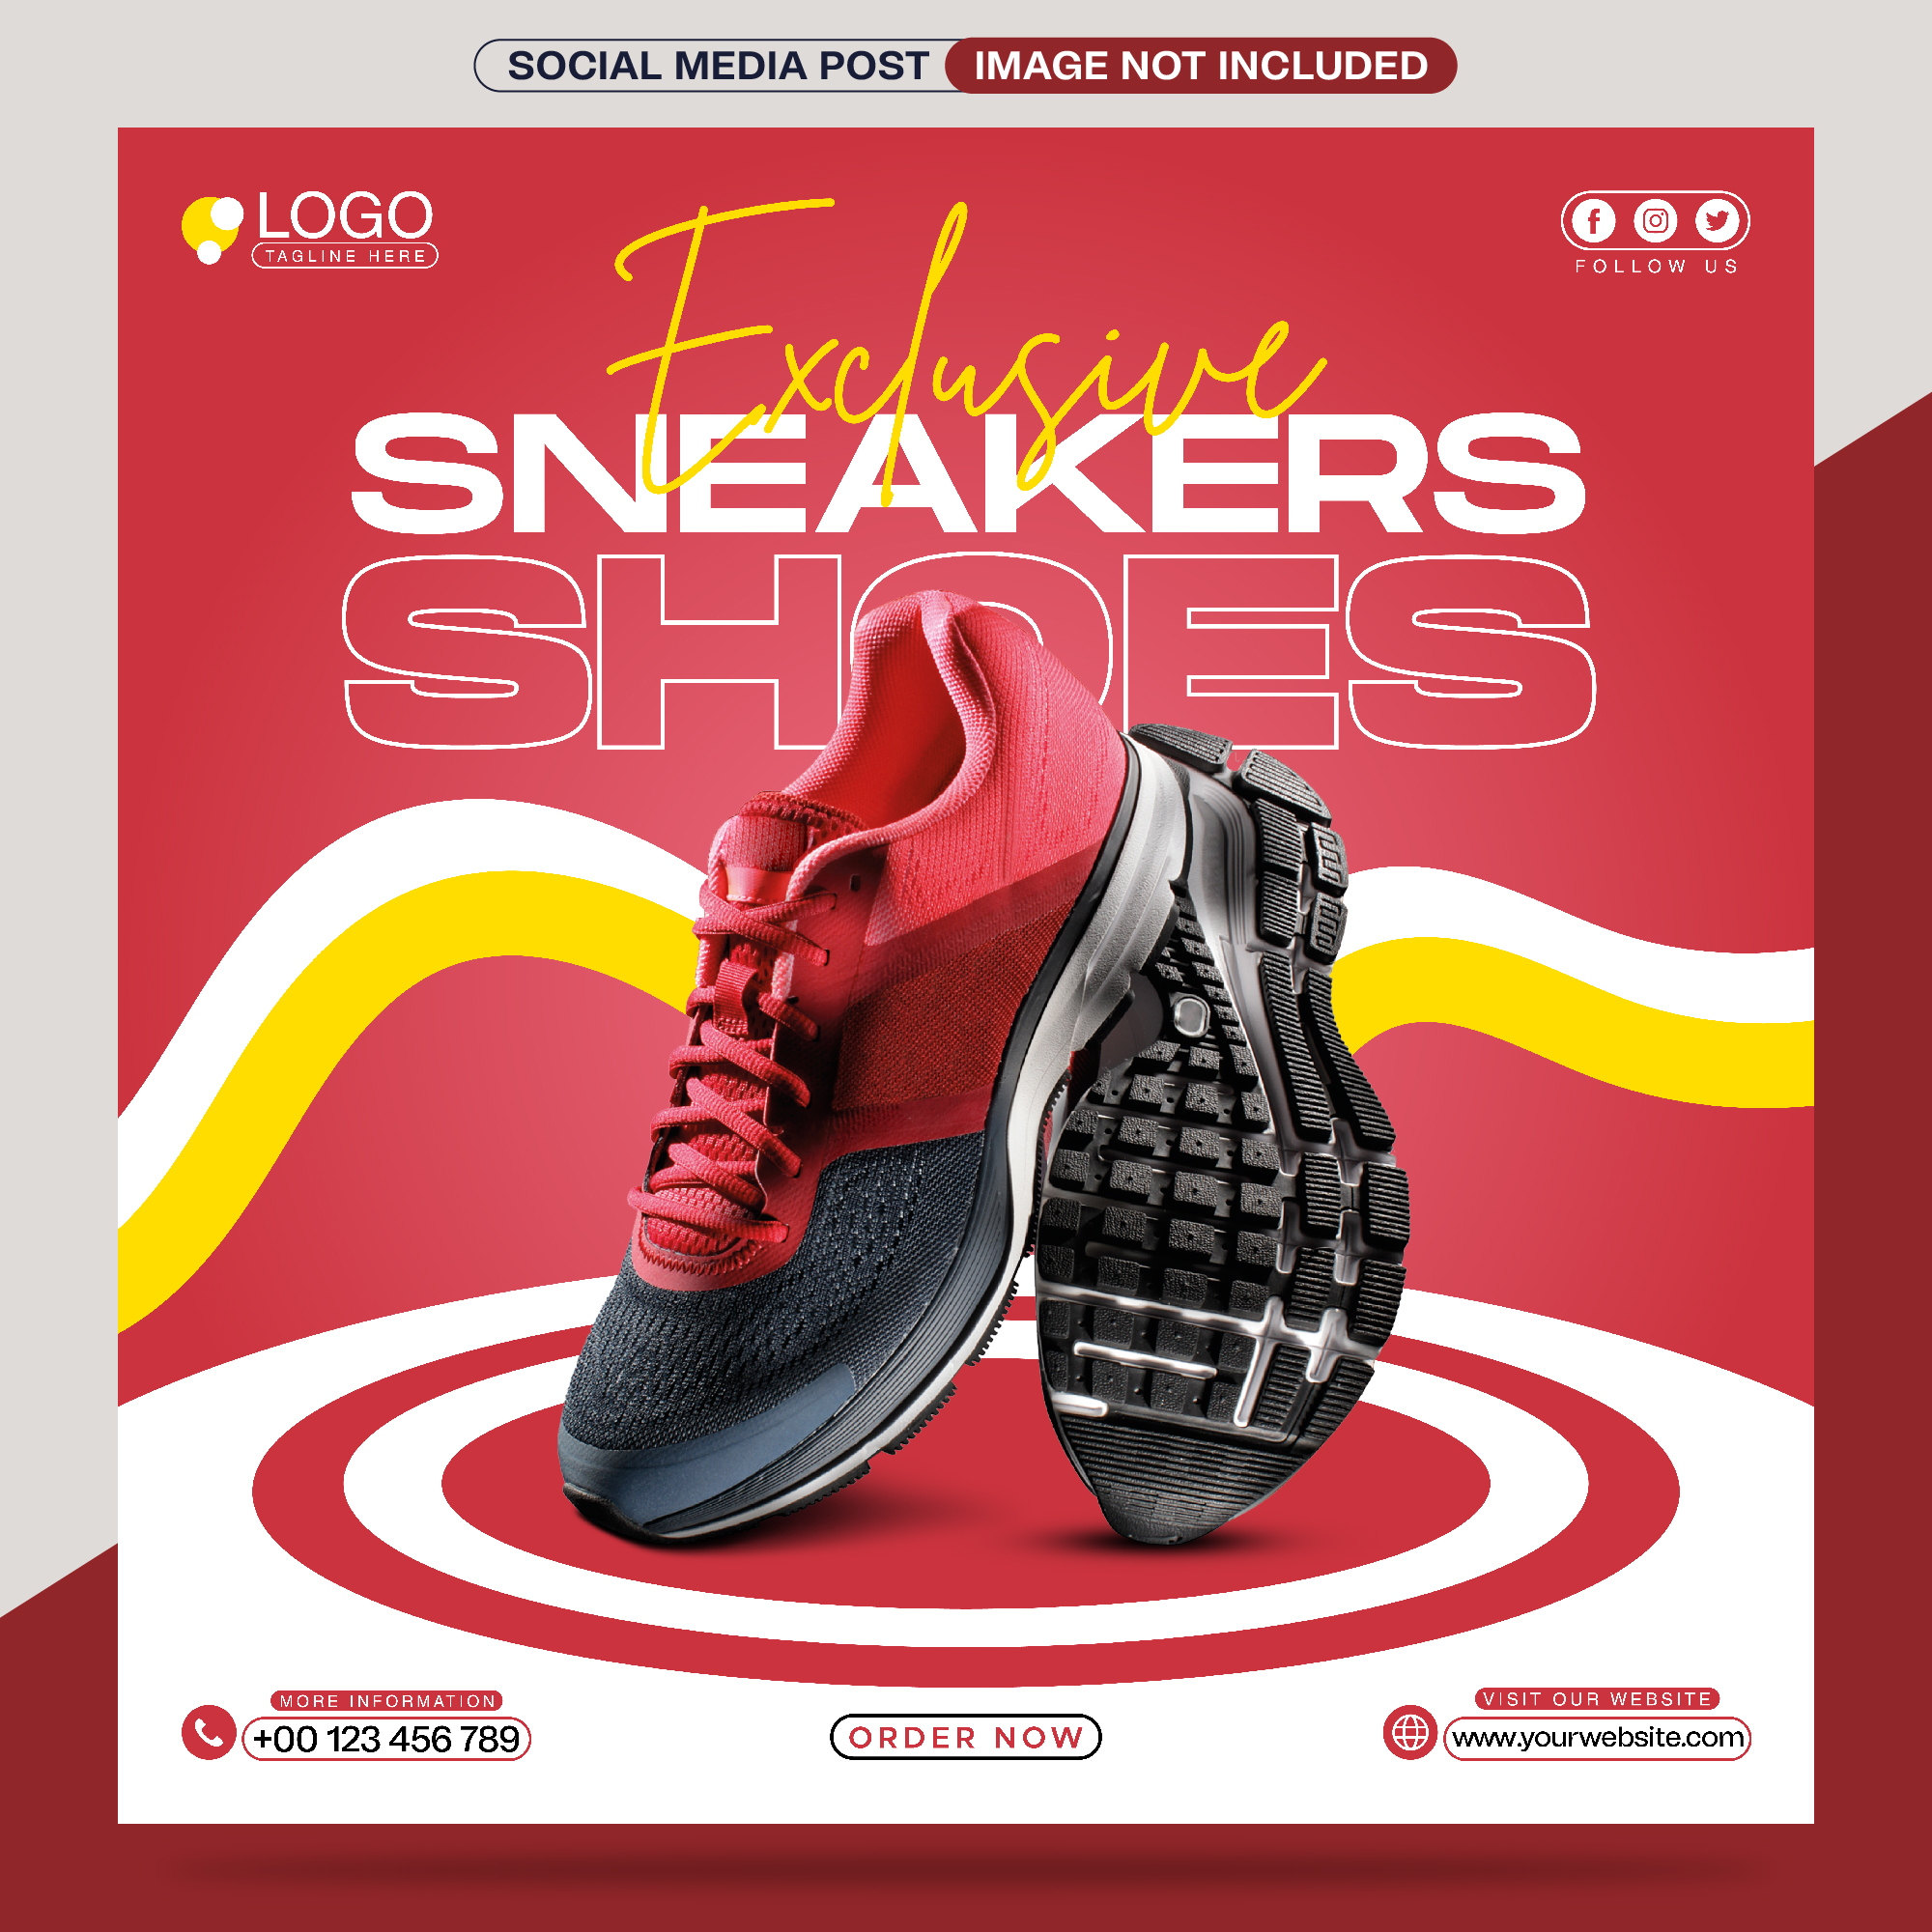 SOCIAL MEDIA POST IMAGE NOT INCLUDED
LOGO
TAGLINE HERE
FOLLOW US
Exclusive
SNEAKERS
SHOES
MORE INFORMATION
+00 123 456 789
ORDER NOW
VISIT OUR WEBSITE
www.yourwebsite.com